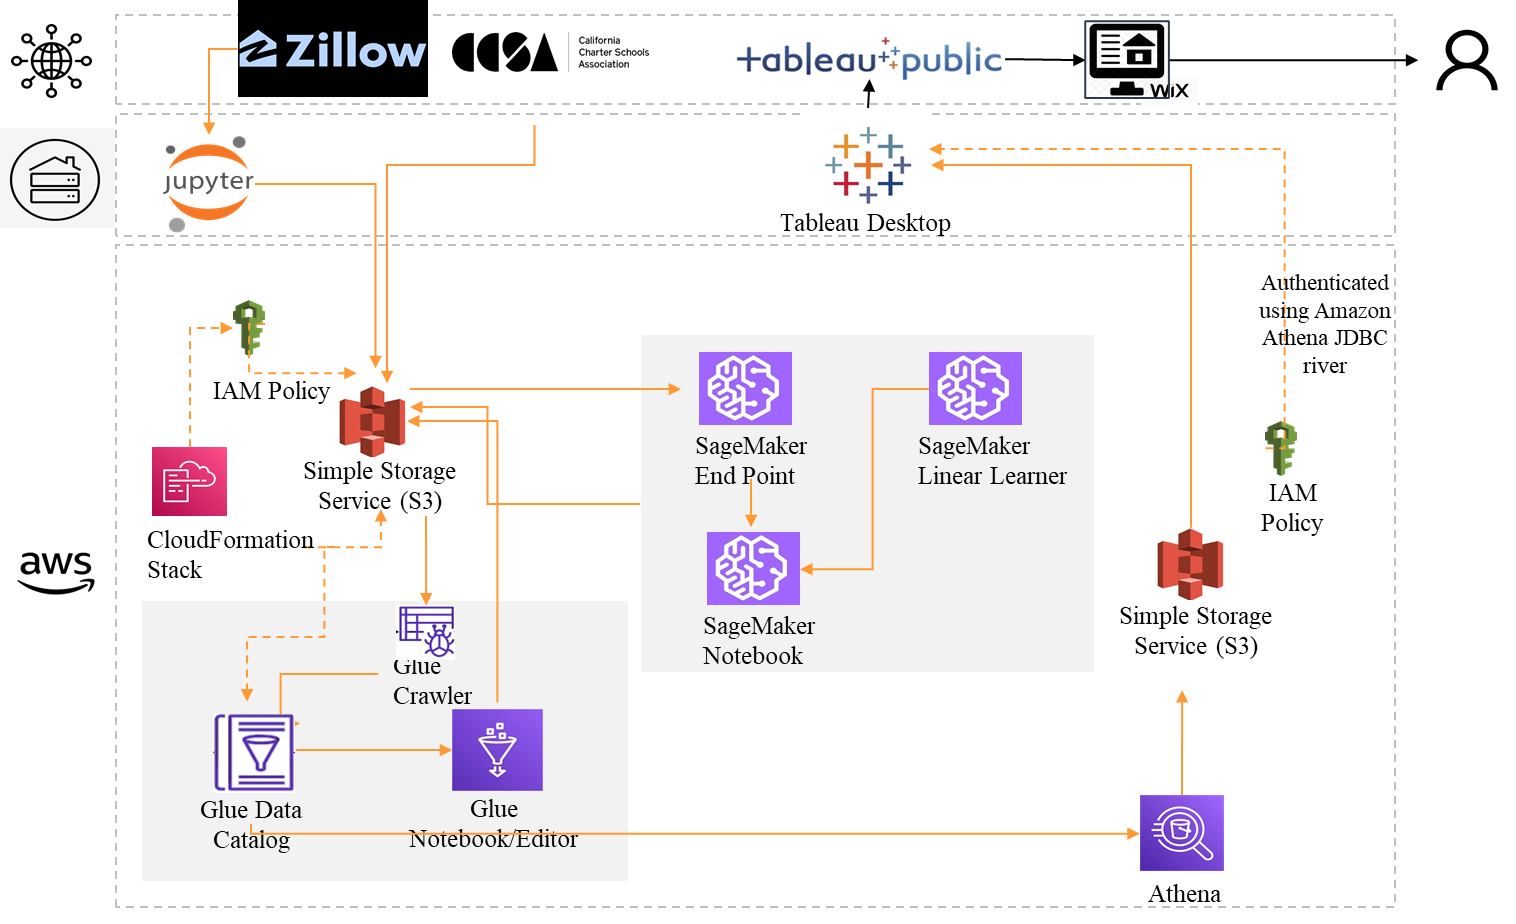 Zillow
CCSA
California
Charter Schools
Association
+ableau public
WiX
jupyter
Tableau Desktop
Authenticated
using Amazon
Athena JDBC
river
IAM Policy
SageMaker
End Point
SageMaker
Linear Learner
Simple Storage
Service (S3)
IAM
Policy
CloudFormation
Stack
aws
SageMaker
Notebook
Simple Storage
Service (S3)
Glue
Crawler
Glue Data
Catalog
Glue
Notebook/Editor
Athena